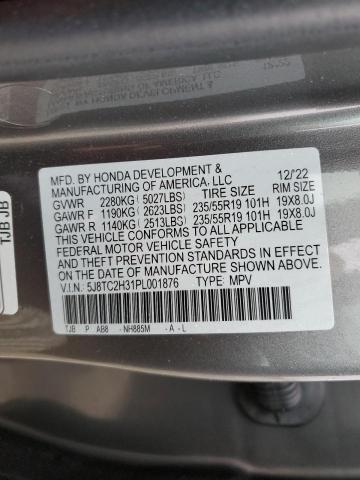 MFD. BY HONDA DEVELOPMENT &
MANUFACTURING OF AMERICA, LLC 12/'22
GVWR 2280KG (5027LBS) TIRE SIZE RIM SIZE
GAWR F 1190KG (2623LBS) 235/55R19 101H 19X8.0J
GAWR R 1140KG (2513LBS) 235/55R19 101H 19X8.0J
THIS VEHICLE CONFORMS TO ALL APPLICABLE
FEDERAL MOTOR VEHICLE SAFETY
STANDARDS IN EFFECT ON THE DATE OF
MANUFACTURE SHOWN ABOVE.
V.I.N.: 5J8TC2H31PL001876 TYPE: MPV
TJB P AB8 NH885M - A - L
TJB JB